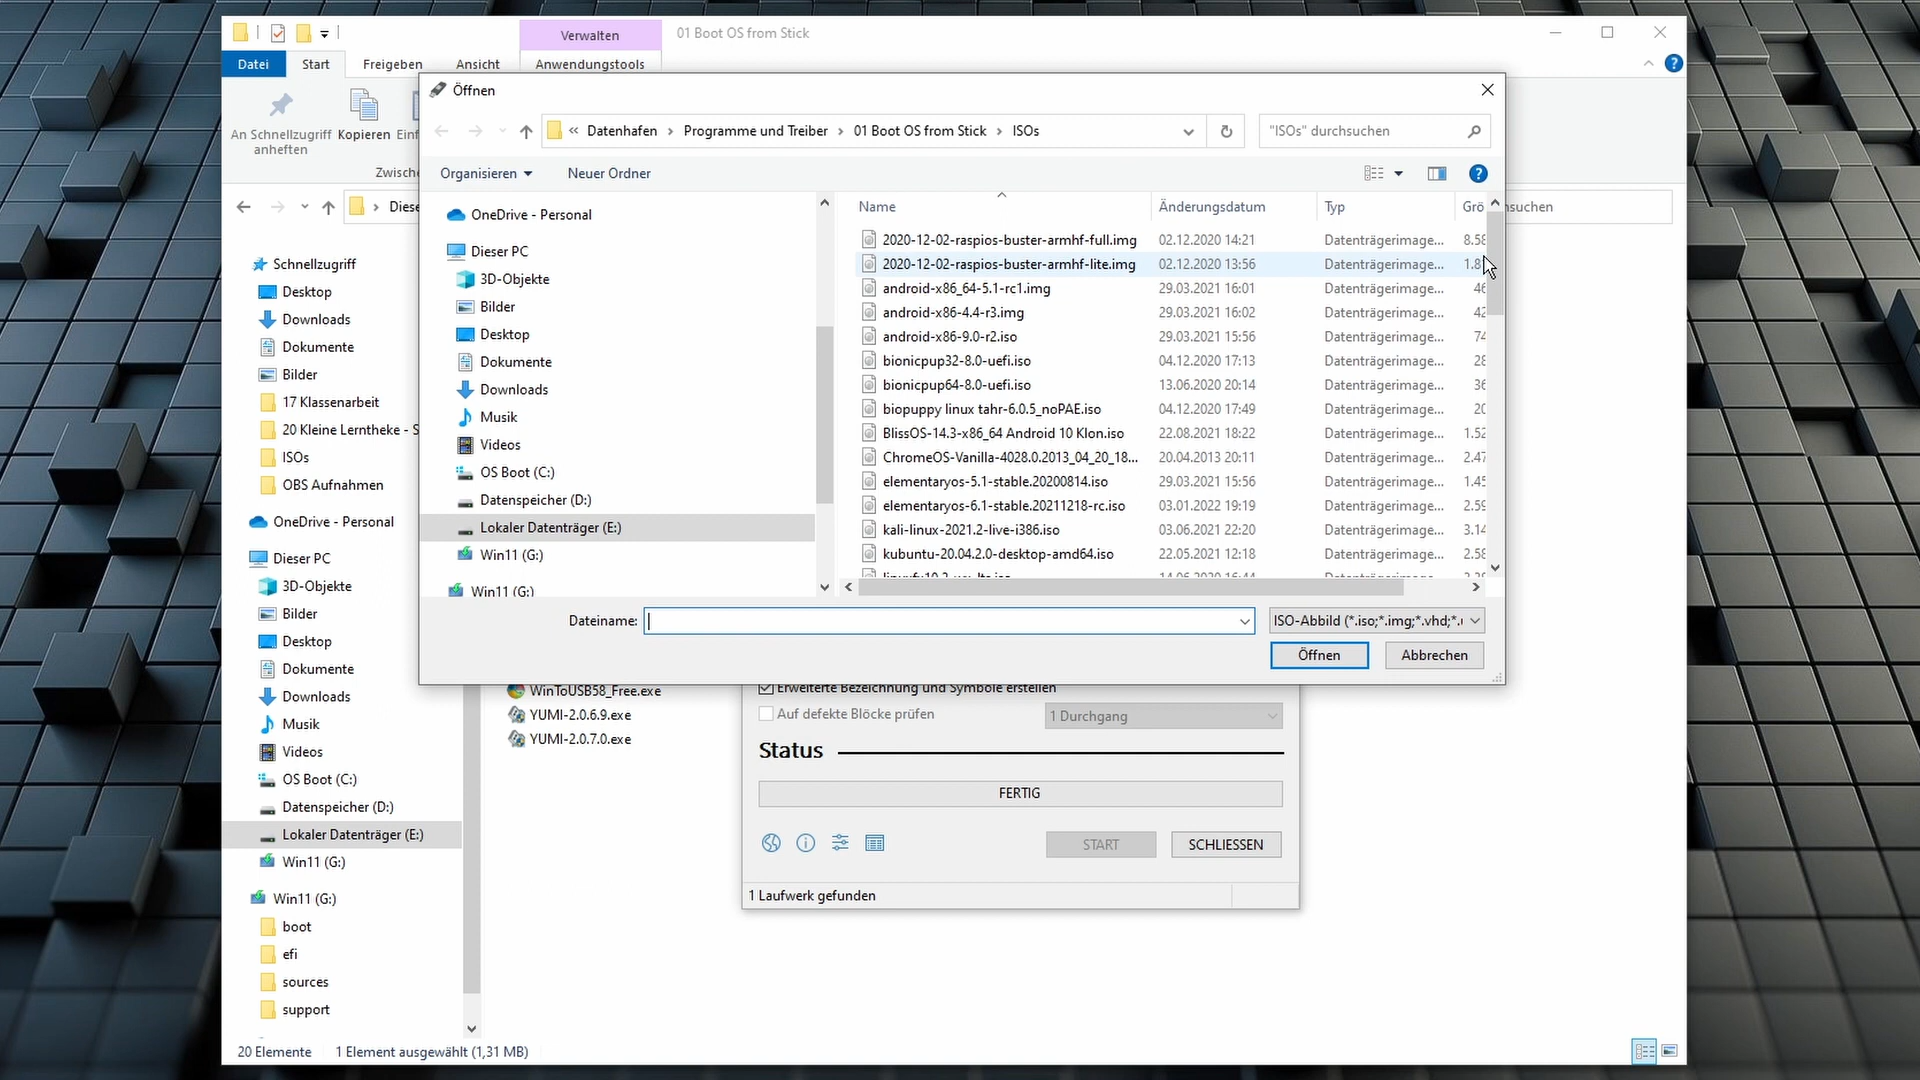 Verwalten
01 Boot OS from Stick
Datei
Start
Freigeben
Ansicht
Anwendungstools
An Schnellzugriff
anheften
Kopieren
Schnellzugriff
Desktop
Downloads
Dokumente
Bilder
17 Klassenarbeit
20 Kleine Lerntheke - S
ISOs
OBS Aufnahmen
OneDrive - Personal
Dieser PC
3D-Objekte
Bilder
Desktop
Dokumente
Downloads
Musik
Videos
OS Boot (C:)
Datenspeicher (D:)
Lokaler Datenträger (E:)
Win11 (G:)
Win11 (G:)
boot
efi
sources
support
20 Elemente
1 Element ausgewählt (1,31 MB)
Öffnen
« Datenhafen › Programme und Treiber › 01 Boot OS from Stick › ISOs
"ISOs" durchsuchen
Organisieren
Neuer Ordner
OneDrive - Personal
Dieser PC
3D-Objekte
Bilder
Desktop
Dokumente
Downloads
Musik
Videos
OS Boot (C:)
Datenspeicher (D:)
Lokaler Datenträger (E:)
Win11 (G:)
Win11 (G:)
Name Änderungsdatum Typ Grö
2020-12-02-raspios-buster-armhf-full.img 02.12.2020 14:21 Datenträgerimage... 8.58
2020-12-02-raspios-buster-armhf-lite.img 02.12.2020 13:56 Datenträgerimage... 1.8
android-x86_64-5.1-rc1.img 29.03.2021 16:01 Datenträgerimage... 46
android-x86-4.4-r3.img 29.03.2021 16:02 Datenträgerimage... 42
android-x86-9.0-r2.iso 29.03.2021 15:56 Datenträgerimage... 74
bionicpup32-8.0-uefi.iso 04.12.2020 17:13 Datenträgerimage... 28
bionicpup64-8.0-uefi.iso 13.06.2020 20:14 Datenträgerimage... 36
biopuppy linux tahr-6.0.5_noPAE.iso 04.12.2020 17:49 Datenträgerimage... 20
BlissOS-14.3-x86_64 Android 10 Klon.iso 22.08.2021 18:22 Datenträgerimage... 1.52
ChromeOS-Vanilla-4028.0.2013_04_20_18... 20.04.2013 20:11 Datenträgerimage... 2.47
elementaryos-5.1-stable.20200814.iso 29.03.2021 15:56 Datenträgerimage... 1.45
elementaryos-6.1-stable.20211218-rc.iso 03.01.2022 19:19 Datenträgerimage... 2.59
kali-linux-2021.2-live-i386.iso 03.06.2021 22:20 Datenträgerimage... 3.14
kubuntu-20.04.2.0-desktop-amd64.iso 22.05.2021 12:18 Datenträgerimage... 2.58
Dateiname:
ISO-Abbild (*.iso;*.img;*.vhd;*.
Öffnen
Abbrechen
WinToUSB58_Free.exe
YUMI-2.0.6.9.exe
YUMI-2.0.7.0.exe
Erweiterte Bezeichnung und Symbole erstellen
Auf defekte Blöcke prüfen
1 Durchgang
Status
FERTIG
START
SCHLIESSEN
1 Laufwerk gefunden